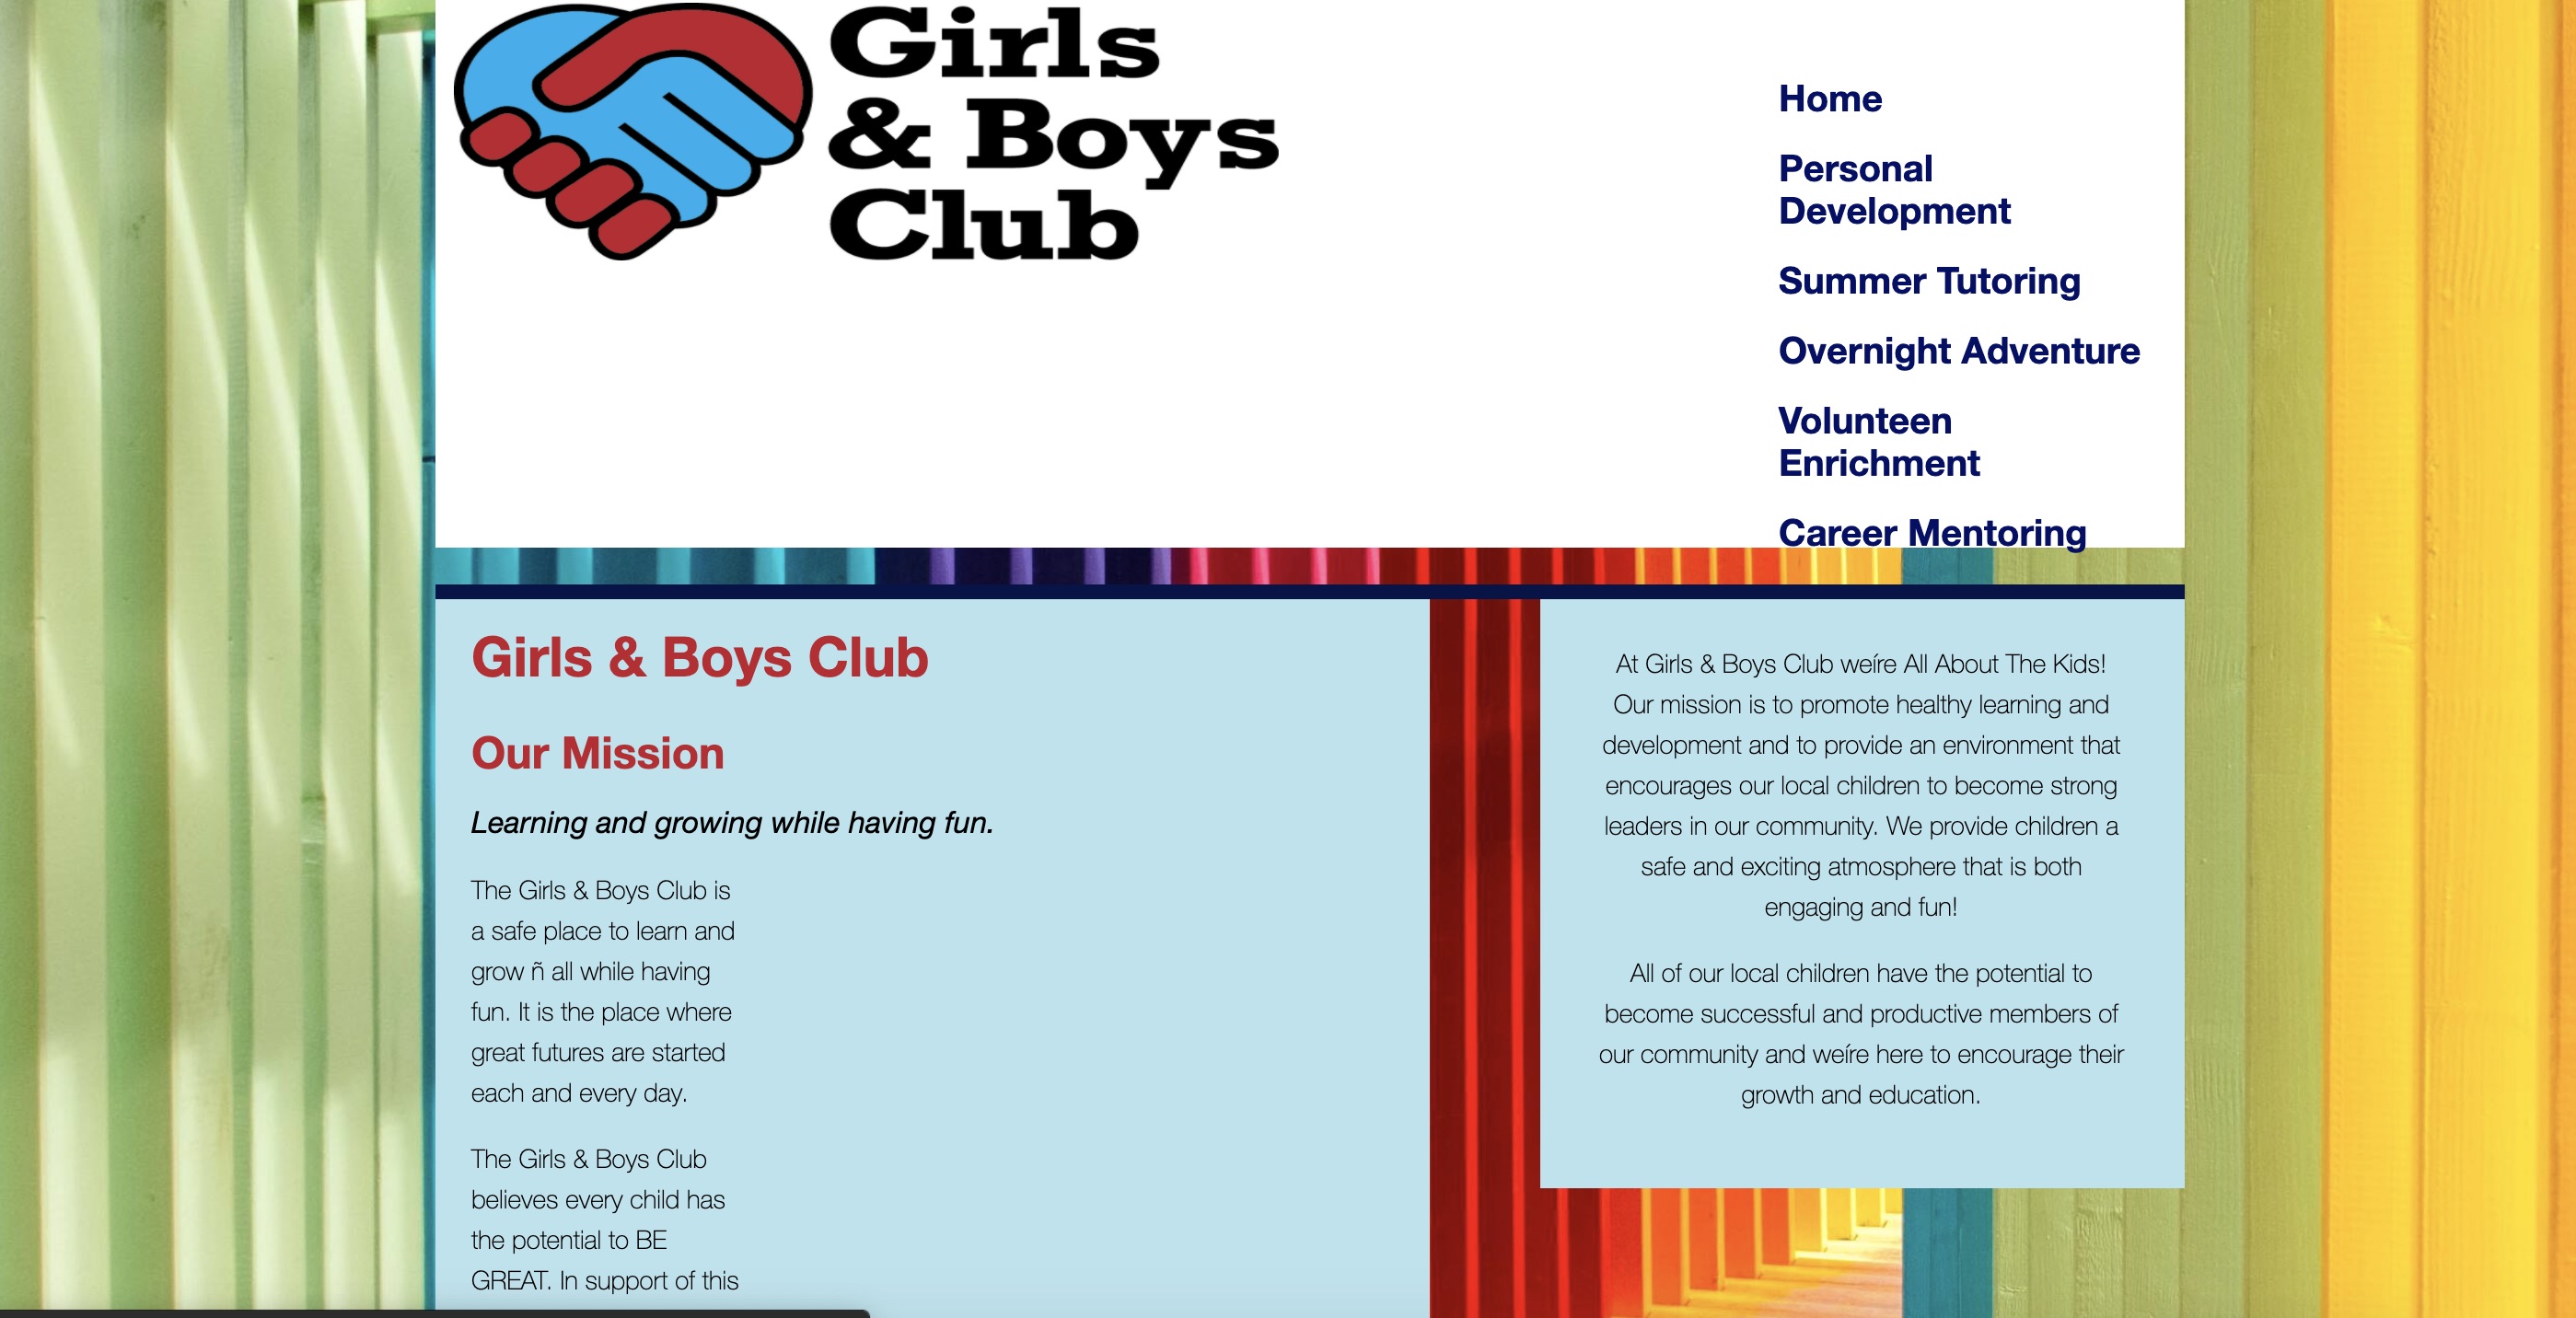 Girls
& Boys
Club
Home
Personal
Development
Summer Tutoring
Overnight Adventure
Volunteen
Enrichment
Career Mentoring
Girls & Boys Club
Our Mission
Learning and growing while having fun.
The Girls & Boys Club is
a safe place to learn and
grow ñ all while having
fun. It is the place where
great futures are started
each and every day.
The Girls & Boys Club
believes every child has
the potential to BE
GREAT. In support of this
At Girls & Boys Club weíre All About The Kids!
Our mission is to promote healthy learning and
development and to provide an environment that
encourages our local children to become strong
leaders in our community. We provide children a
safe and exciting atmosphere that is both
engaging and fun!
All of our local children have the potential to
become successful and productive members of
our community and weíre here to encourage their
growth and education.